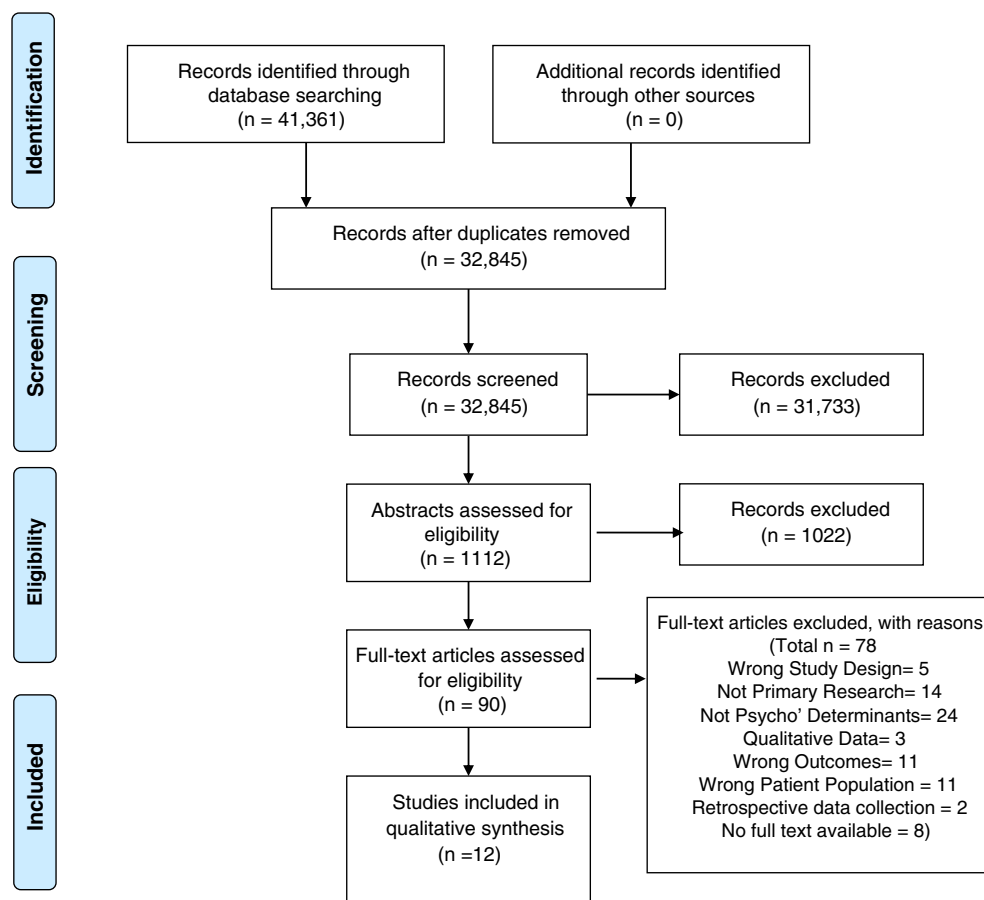 Identification
Records identified through
database searching
(n = 41,361)
Additional records identified
through other sources
(n = 0)
Records after duplicates removed
(n = 32,845)
Screening
Records screened
(n = 32,845)
Records excluded
(n = 31,733)
Eligibility
Abstracts assessed for
eligibility
(n = 1112)
Records excluded
(n = 1022)
Full-text articles assessed
for eligibility
(n = 90)
Full-text articles excluded, with reasons
(Total n = 78
Wrong Study Design= 5
Not Primary Research= 14
Not Psycho' Determinants= 24
Qualitative Data= 3
Wrong Outcomes= 11
Wrong Patient Population = 11
Retrospective data collection = 2
No full text available = 8)
Included
Studies included in
qualitative synthesis
(n =12)